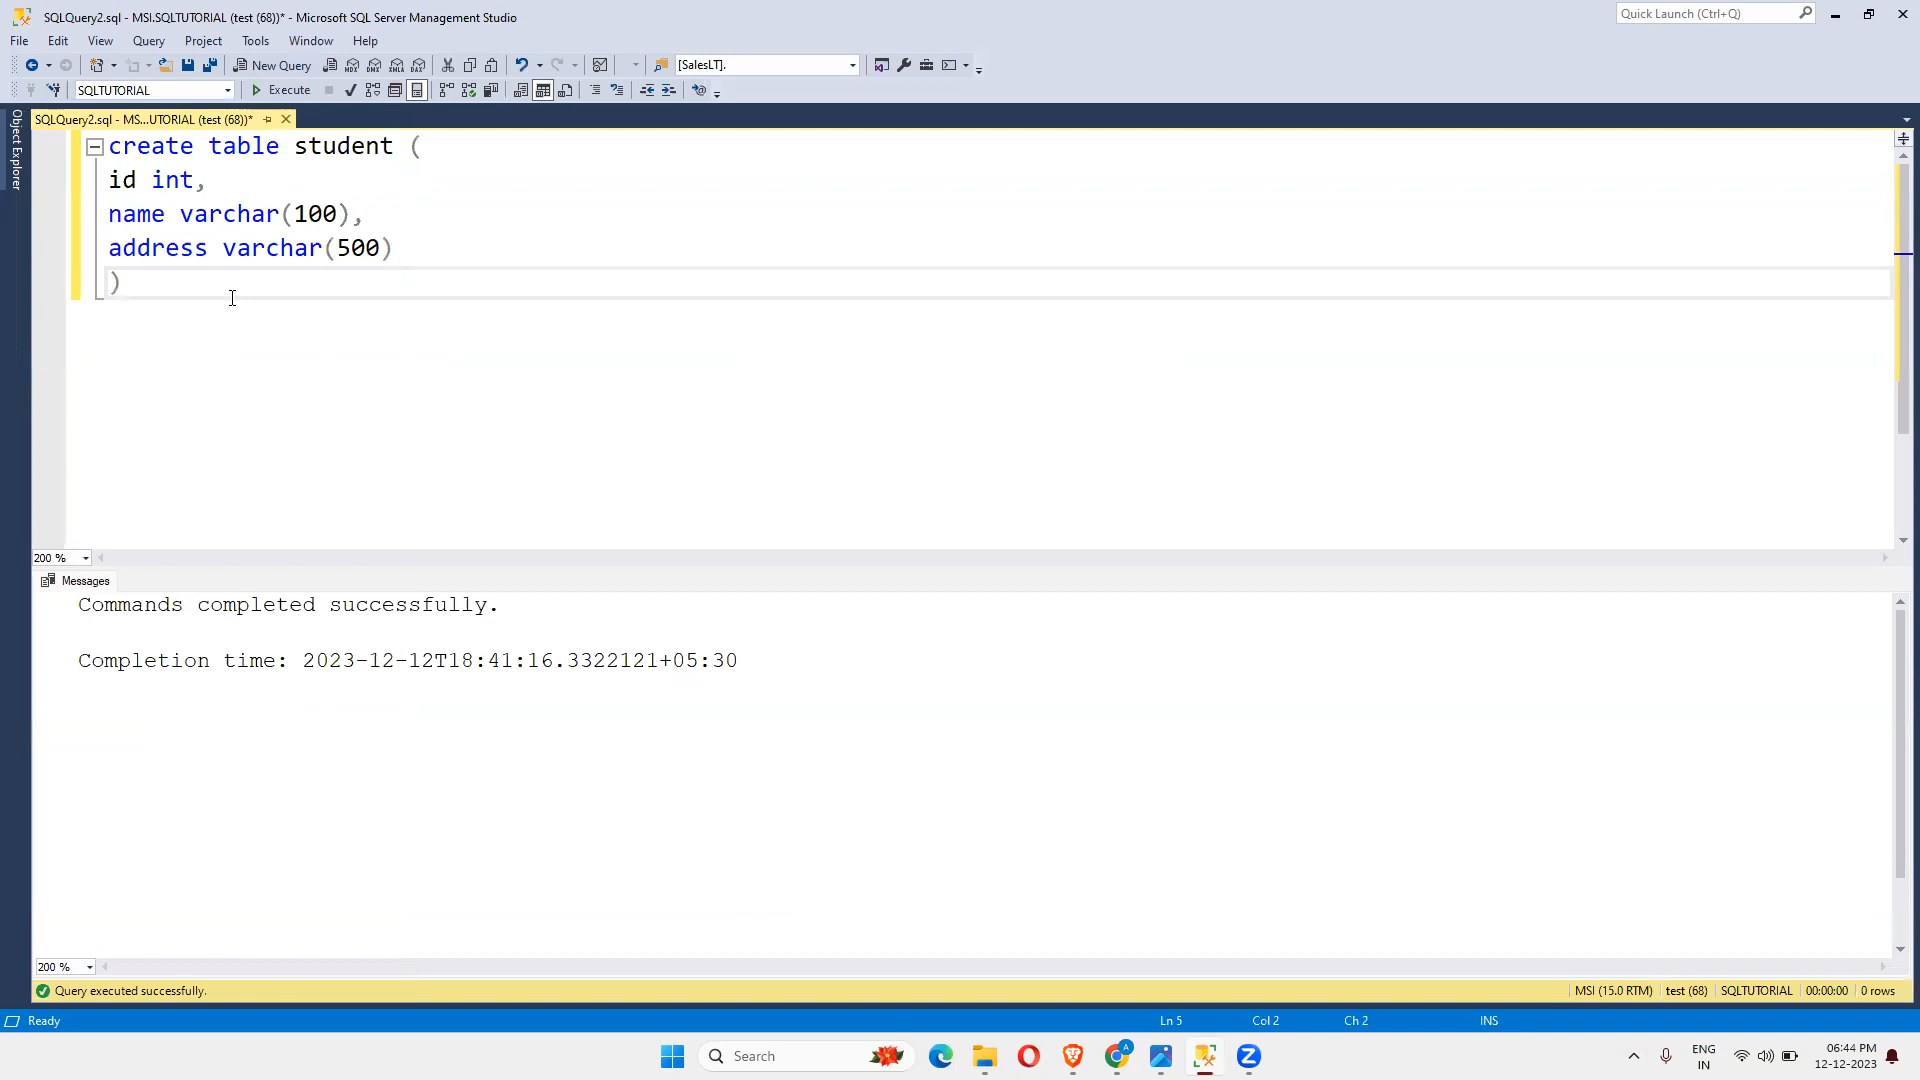 SQLQuery2.sql - MSI.SQLTUTORIAL (test (68))* - Microsoft SQL Server Management Studio
Quick Launch (Ctrl+Q)
File Edit View Query Project Tools Window Help
New Query
[SalesLT].
SQLTUTORIAL
Execute
SQLQuery2.sql - MS...UTORIAL (test (68))*
Object Explorer
create table student (
id int,
name varchar(100),
address varchar(500)
)
200 %
Messages
Commands completed successfully.
Completion time: 2023-12-12T18:41:16.3322121+05:30
200 %
Query executed successfully.
MSI (15.0 RTM) test (68) SQLTUTORIAL 00:00:00 0 rows
Ready
Ln 5 Col 2 Ch 2 INS
Search
ENG
IN
06:44 PM
12-12-2023